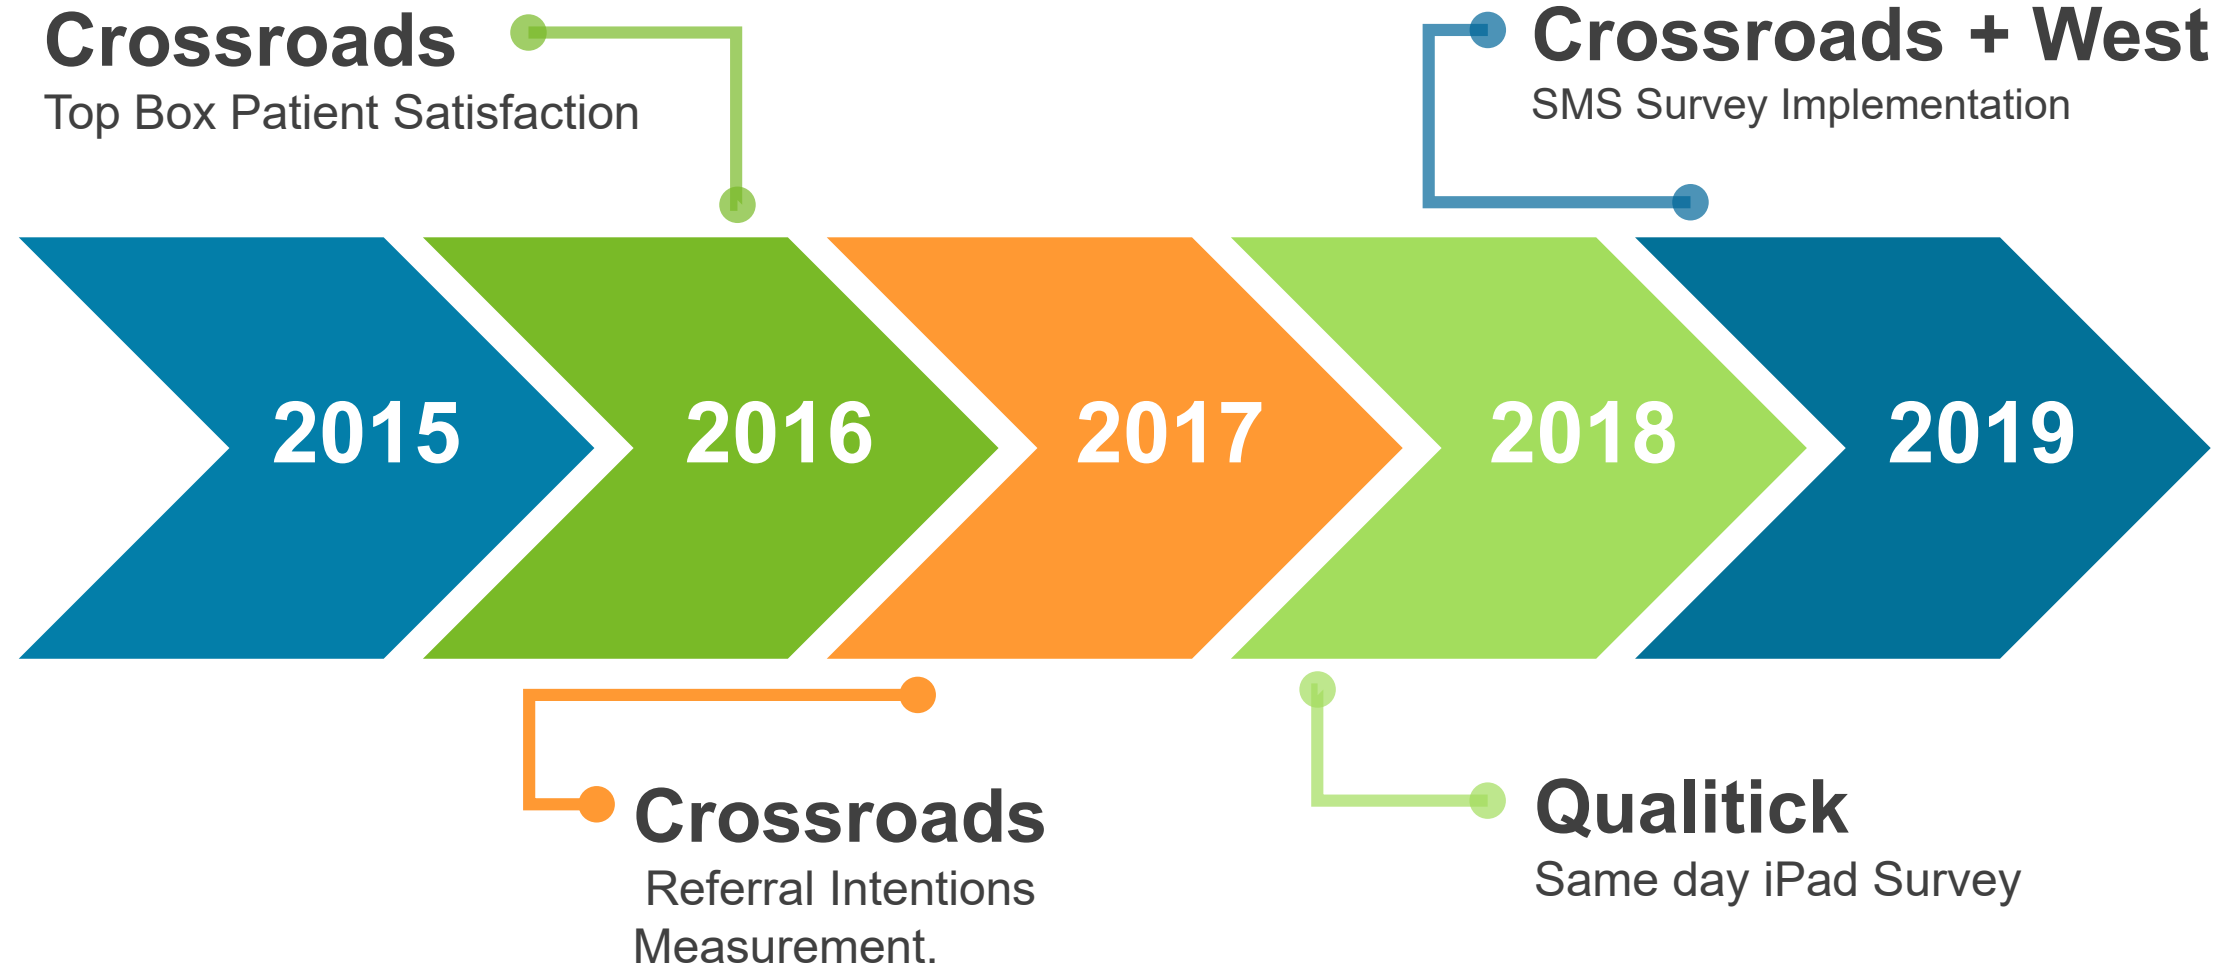 Crossroads
Top Box Patient Satisfaction
Crossroads + West
SMS Survey Implementation
2015
2016
2017
2018
2019
Crossroads
Referral Intentions
Measurement.
Qualitick
Same day iPad Survey